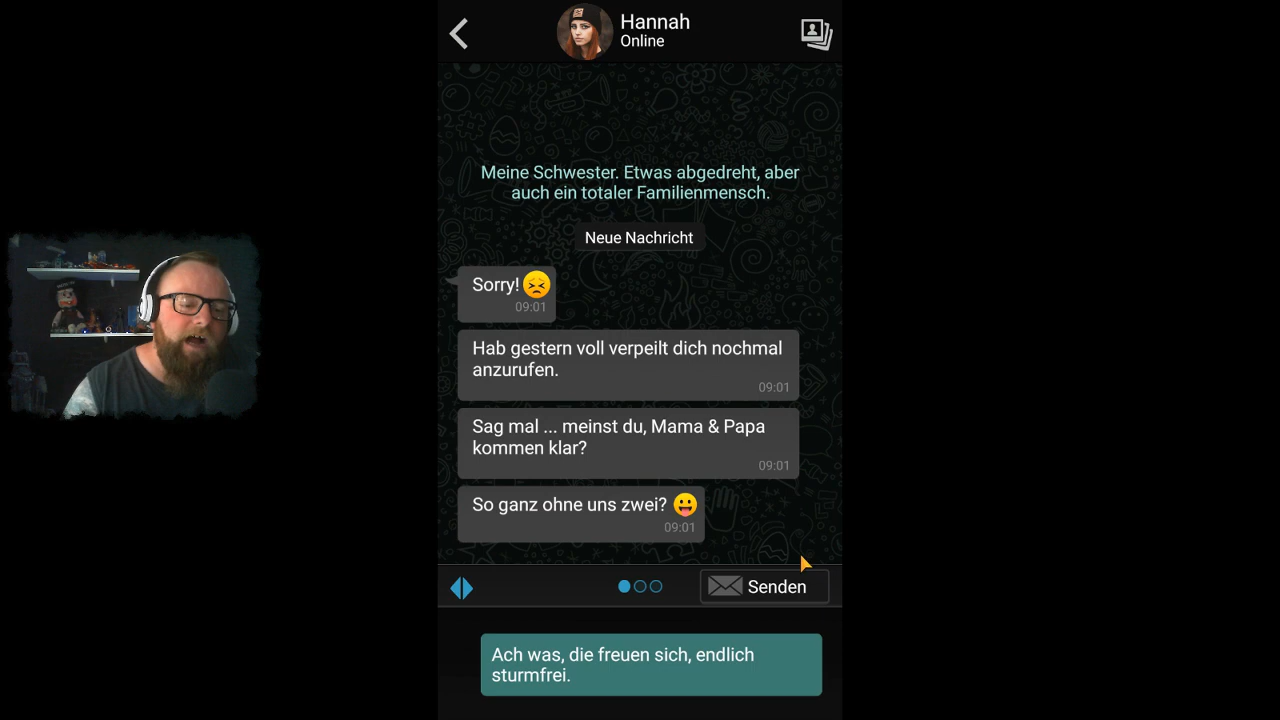 Hannah
Online
Meine Schwester. Etwas abgedreht, aber
auch ein totaler Familienmensch.
Neue Nachricht
Sorry!😣
09:01
Hab gestern voll verpeilt dich nochmal
anzurufen.
09:01
Sag mal ... meinst du, Mama & Papa
kommen klar?
09:01
So ganz ohne uns zwei? 😛
09:01
Senden
Ach was, die freuen sich, endlich
sturmfrei.